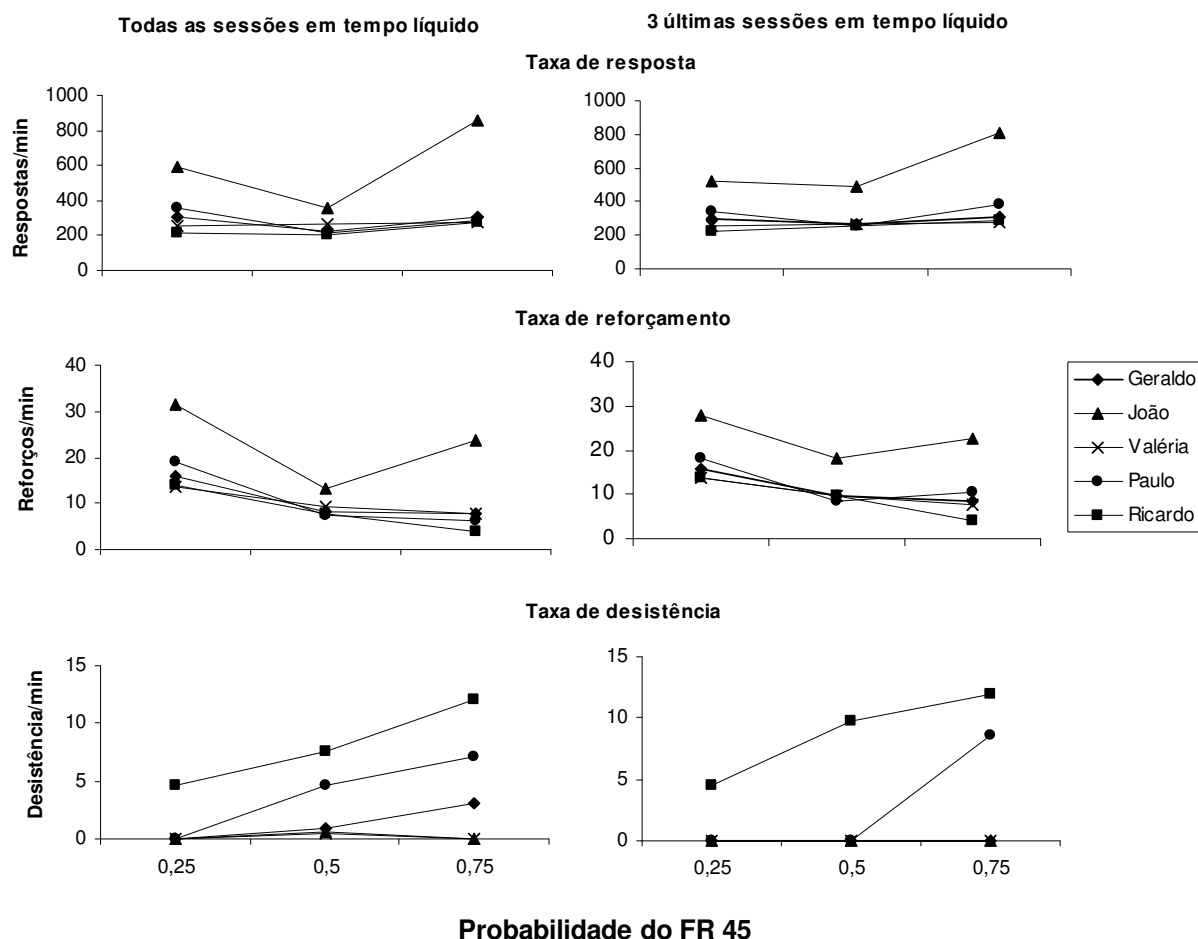 Todas as sessões em tempo líquido
3 últimas sessões em tempo líquido
Taxa de resposta
Respostas/min
1000
800
600
400
200
0
1000
800
600
400
200
0
Taxa de reforçamento
Reforços/min
40
30
20
10
0
40
30
20
10
0
Geraldo
João
Valéria
Paulo
Ricardo
Taxa de desistência
Desistência/min
15
10
5
0
0,25 0,5 0,75
15
10
5
0
0,25 0,5 0,75
Probabilidade do FR 45